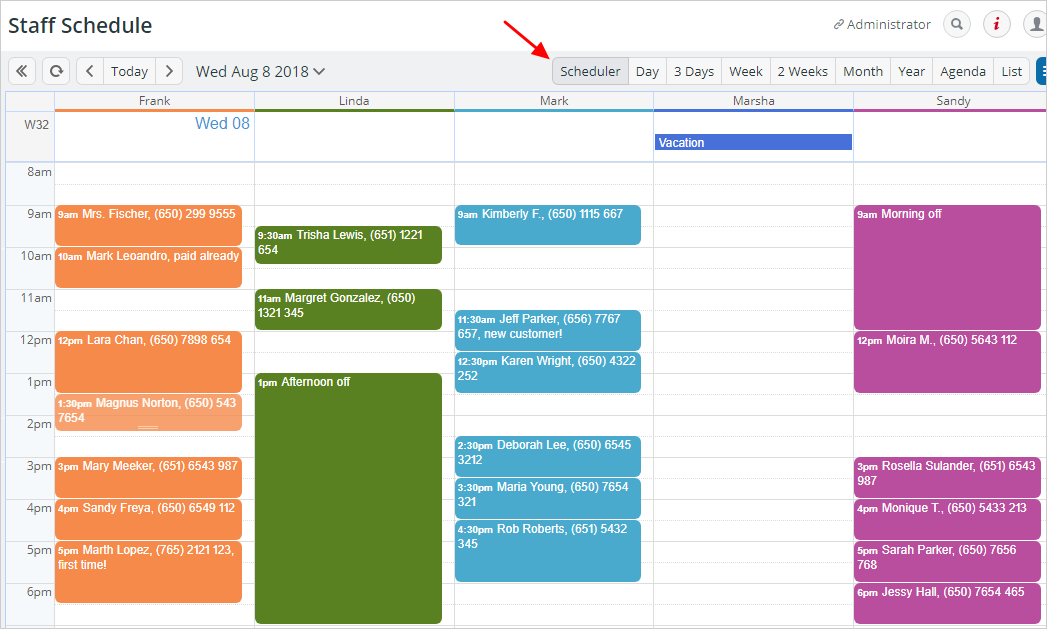 Staff Schedule
Administrator
Today
Wed Aug 8 2018
Scheduler
Day
3 Days
Week
2 Weeks
Month
Year
Agenda
List
Frank
Linda
Mark
Marsha
Sandy
W32
Wed 08
Vacation
8am
9am
10am
11am
12pm
1pm
2pm
3pm
4pm
5pm
6pm
9am Mrs. Fischer, (650) 299 9555
10am Mark Leoandro, paid already
12pm Lara Chan, (650) 7898 654
1:30pm Magnus Norton, (650) 543
7654
3pm Mary Meeker, (651) 6543 987
4pm Sandy Freya, (650) 6549 112
5pm Marth Lopez, (765) 2121 123,
first time!
9:30am Trisha Lewis, (651) 1221
654
11am Margret Gonzalez, (650)
1321 345
1pm Afternoon off
9am Kimberly F., (650) 1115 667
11:30am Jeff Parker, (656) 7767
657, new customer!
12:30pm Karen Wright, (650) 4322
252
2:30pm Deborah Lee, (650) 6545
3212
3:30pm Maria Young, (650) 7654
321
4:30pm Rob Roberts, (651) 5432
345
9am Morning off
12pm Moira M., (650) 5643 112
3pm Rosella Sulander, (651) 6543
987
4pm Monique T., (650) 5433 213
5pm Sarah Parker, (650) 7656
768
6pm Jessy Hall, (650) 7654 465